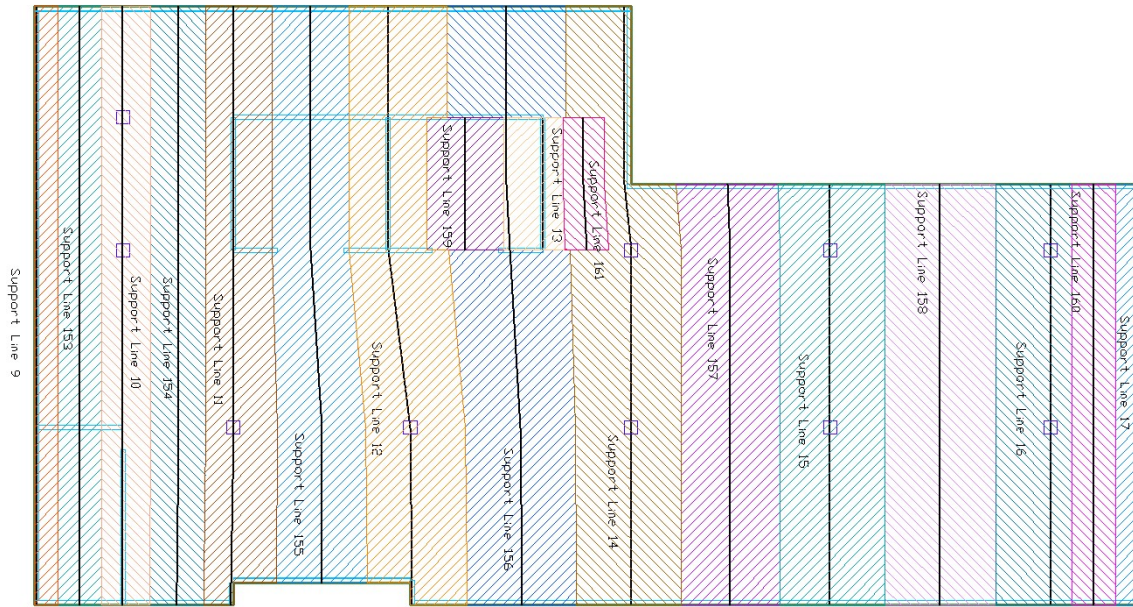 Support Line 9
Support Line 153
Support Line 10
Support Line 154
Support Line 11
Support Line 155
Support Line 12
Support Line 159
Support Line 156
Support Line 13
Support Line 161
Support Line 14
Support Line 157
Support Line 15
Support Line 158
Support Line 16
Support Line 160
Support Line 17